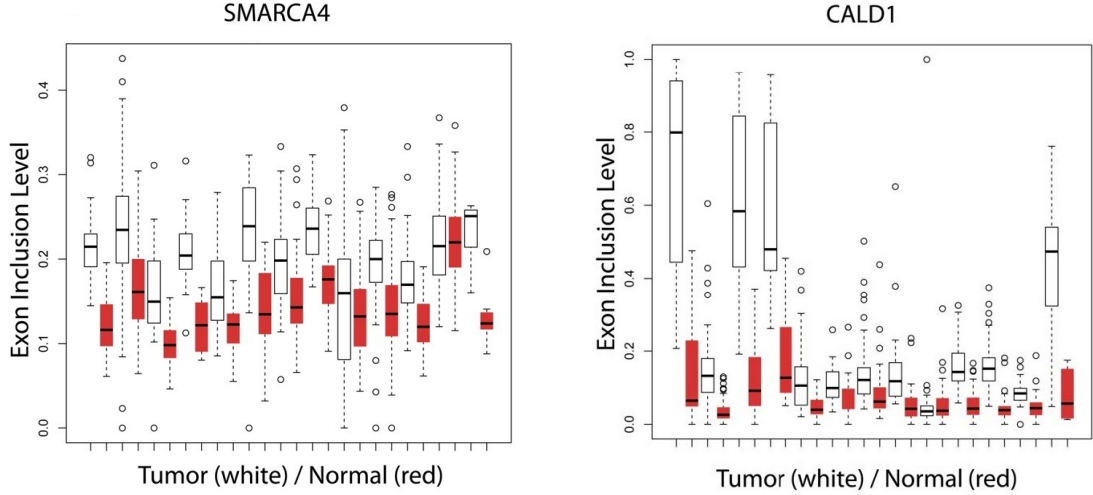 SMARCA4
Exon Inclusion Level
0.4
0.3
0.2
0.1
0.0
Tumor (white) / Normal (red)
CALD1
Exon Inclusion Level
1.0
0.8
0.6
0.4
0.2
0.0
Tumor (white) / Normal (red)